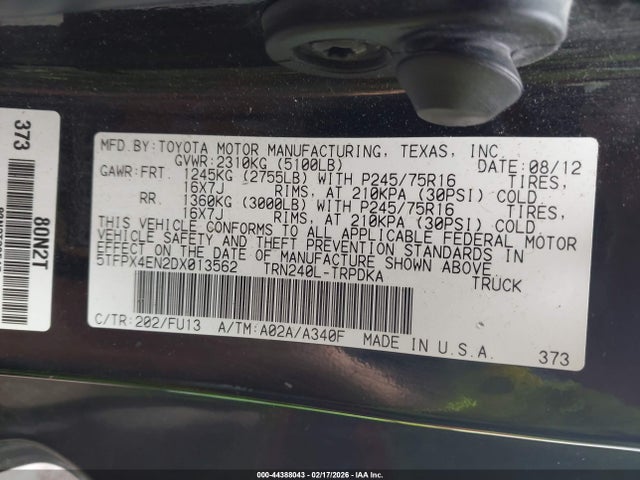 MFD.BY:TOYOTA MOTOR MANUFACTURING, TEXAS, INC.
GVWR:2310KG (5100LB) DATE: 08/12
GAWR:FRT. 1245KG (2755LB) WITH P245/75R16 TIRES,
16X7J RIMS, AT 210KPA (30PSI) COLD
RR. 1360KG (3000LB) WITH P245/75R16 TIRES,
16X7J RIMS, AT 210KPA (30PSI) COLD.
THIS VEHICLE CONFORMS TO ALL APPLICABLE FEDERAL MOTOR
VEHICLE SAFETY AND THEFT PREVENTION STANDARDS IN
EFFECT ON THE DATE OF MANUFACTURE SHOWN ABOVE.
5TFPX4EN2DX013562 TRN240L-TRPDKA TRUCK
C/TR:202/FU13 A/TM:A02A/A340F MADE IN U.S.A. 373
373
80N2T
000-44388043 - 02/17/2026 - IAA Inc.